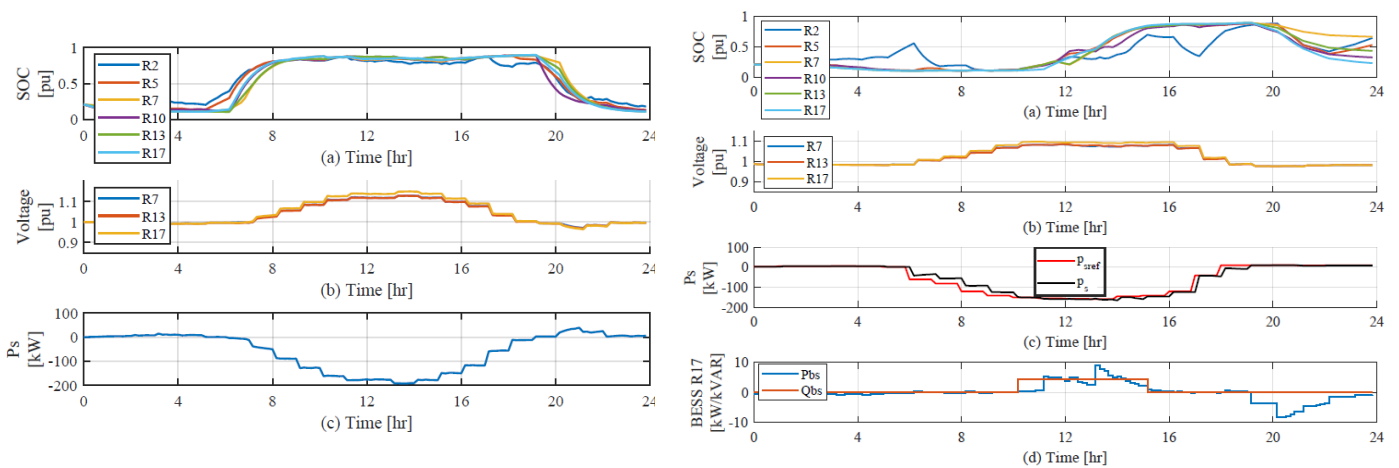 SOC
[pu]
1
0.5
0
R2
R5
R7
R10
R13
R17
0 4 8 12 16 20 24
(a) Time [hr]
Voltage
[pu]
1.1
1
0.9
R7
R13
R17
0 4 8 12 16 20 24
(b) Time [hr]
Ps
[kW]
100
0
-100
-200
0 4 8 12 16 20 24
(c) Time [hr]
SOC
[pu]
1
0.5
0
R2
R5
R7
R10
R13
R17
0 4 8 12 16 20 24
(a) Time [hr]
Voltage
[pu]
1.1
1
0.9
R7
R13
R17
0 4 8 12 16 20 24
(b) Time [hr]
Ps
[kW]
100
0
-100
-200
Psref
Ps
0 4 8 12 16 20 24
(c) Time [hr]
BESS R17
[kW/kVAR]
10
0
-10
Pbs
Qbs
0 4 8 12 16 20 24
(d) Time [hr]